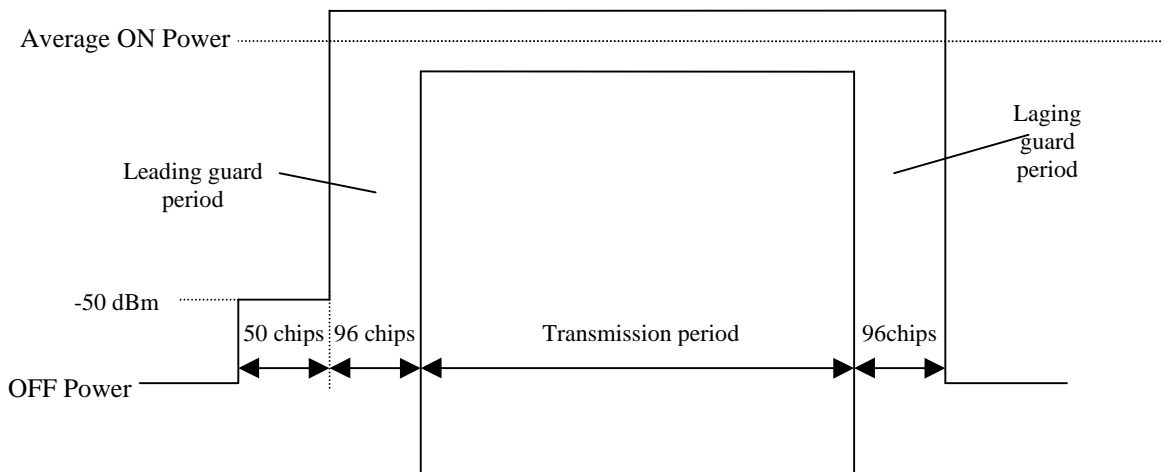 Average ON Power
Laging
guard
period
Leading guard
period
-50 dBm
50 chips
96 chips
Transmission period
96chips
OFF Power